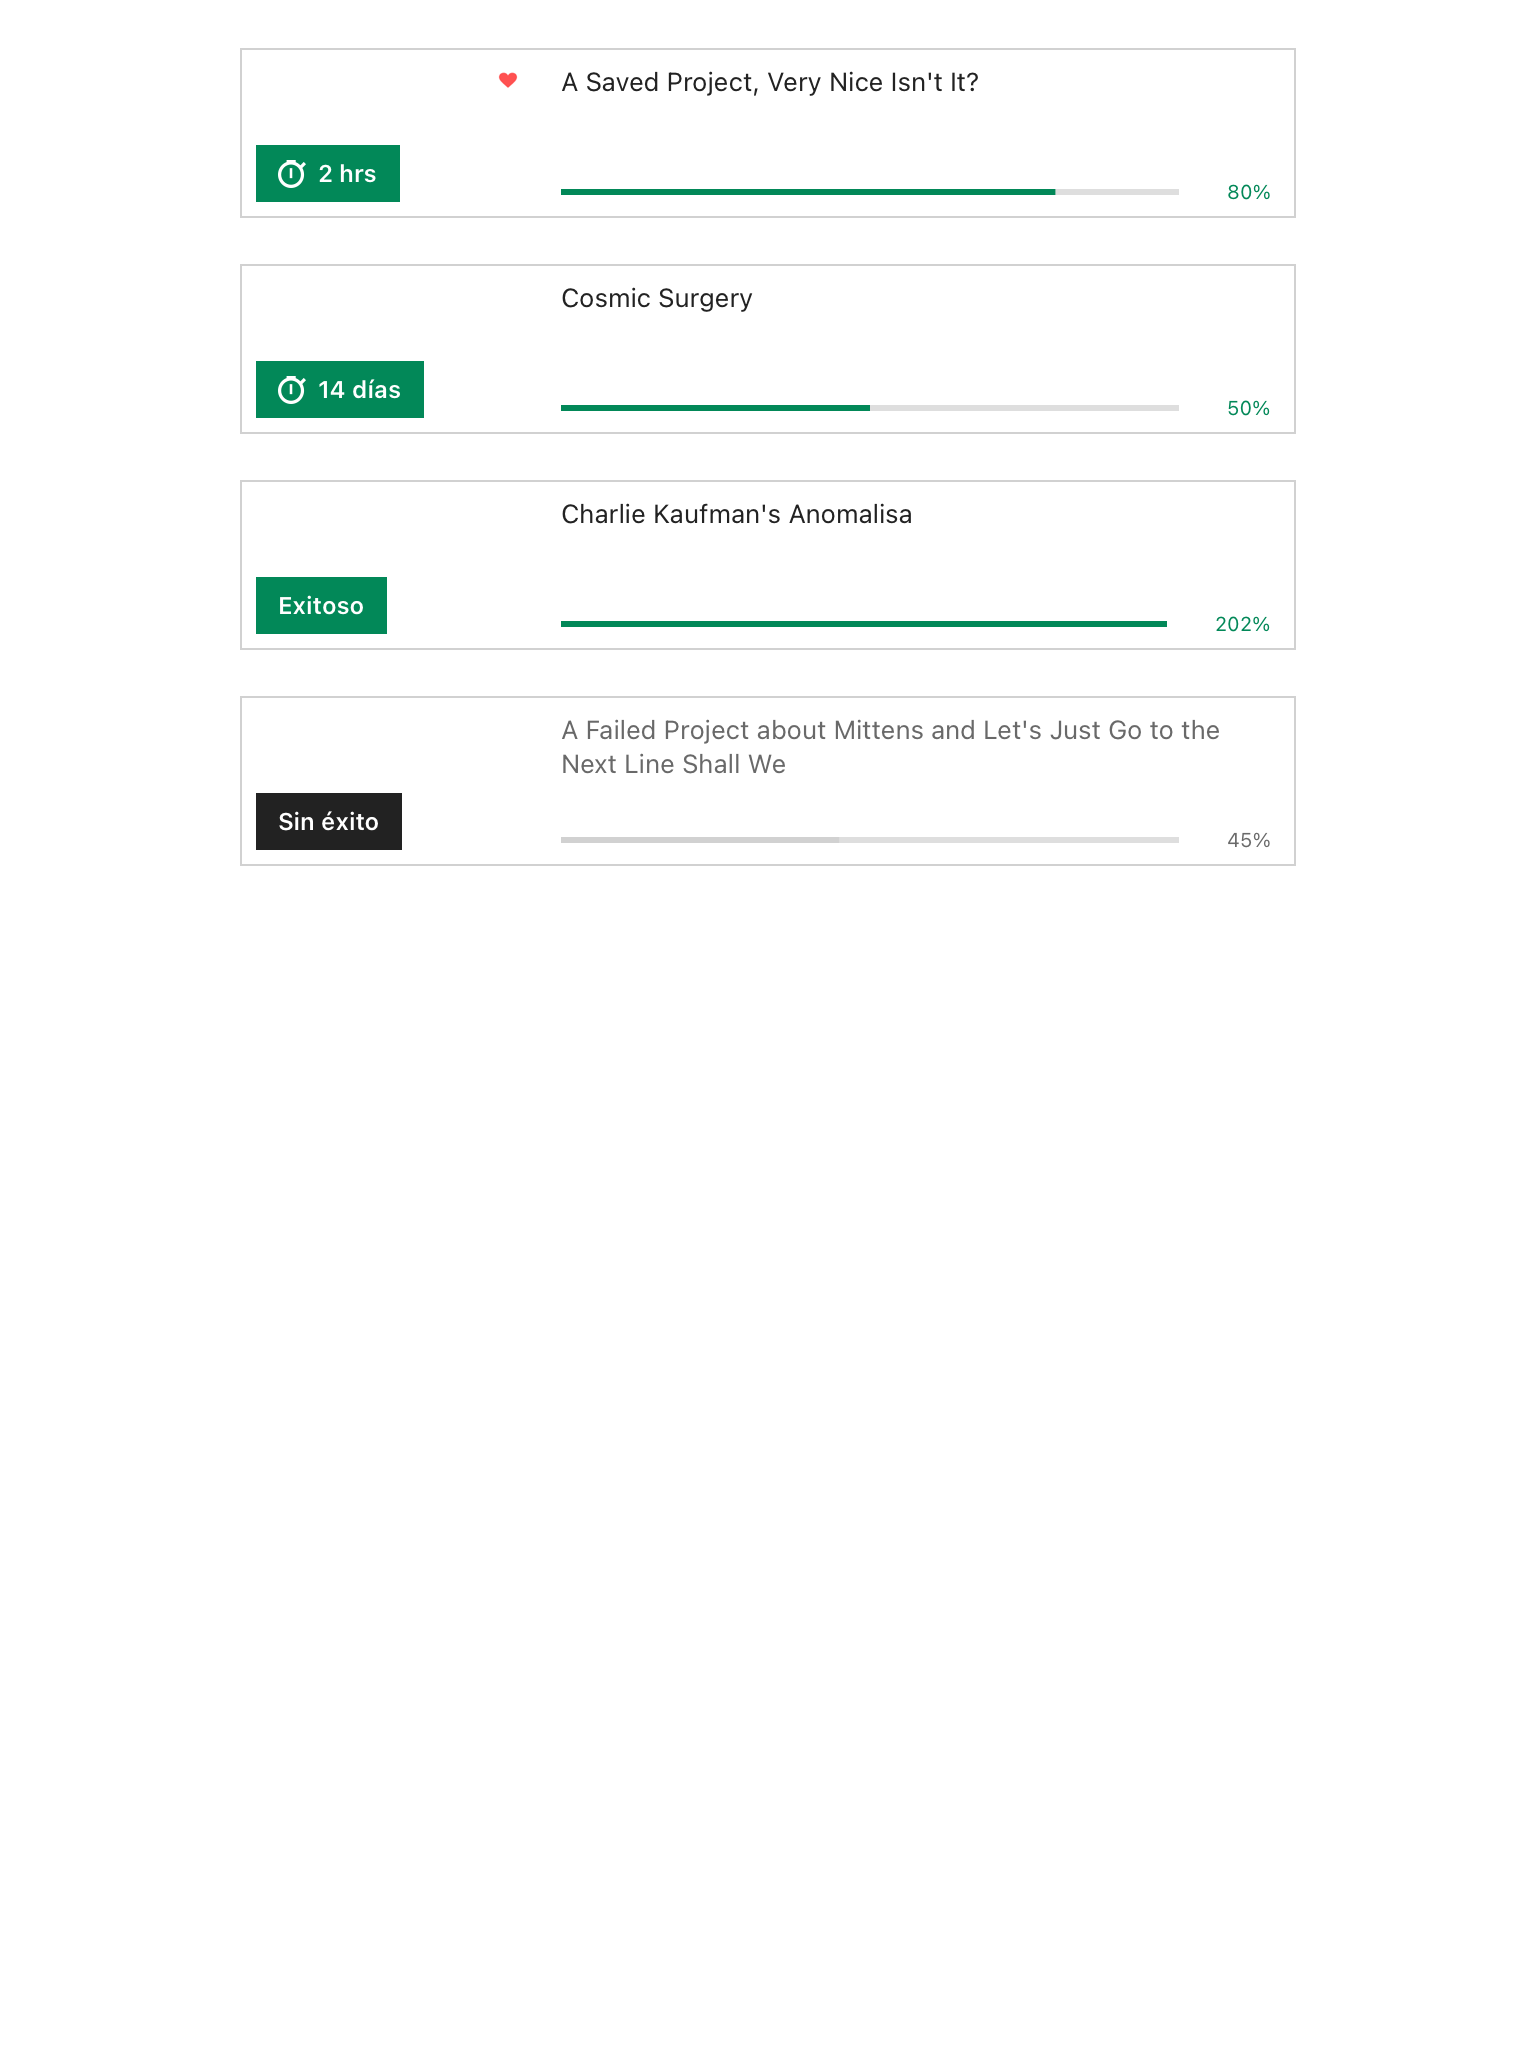 A Saved Project, Very Nice Isn't It?
2 hrs
80%
Cosmic Surgery
14 días
50%
Charlie Kaufman's Anomalisa
Exitoso
202%
A Failed Project about Mittens and Let's Just Go to the
Next Line Shall We
Sin éxito
45%